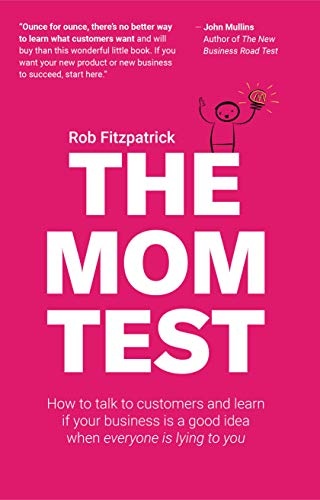 "Ounce for ounce, there's no better way
to learn what customers want and will
buy than this wonderful little book. If you
want your new product or new business
to succeed, start here."
— John Mullins
Author of The New
Business Road Test
Rob Fitzpatrick
THE
MOM
TEST
How to talk to customers and learn
if your business is a good idea
when everyone is lying to you